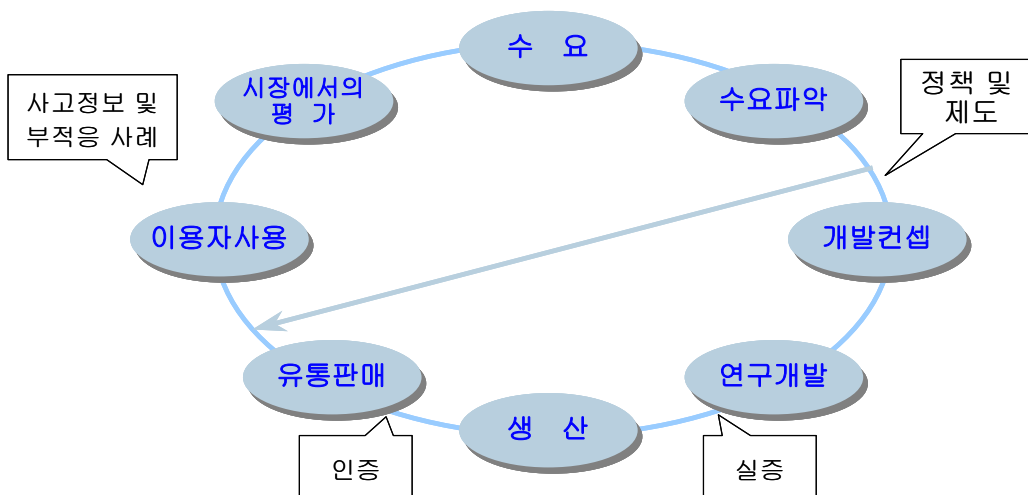 수 요
시장에서의
평 가
수요파악
정책 및
제도
사고정보 및
부적응 사례
이용자사용
개발컨셉
유통판매
연구개발
생 산
인증
실증